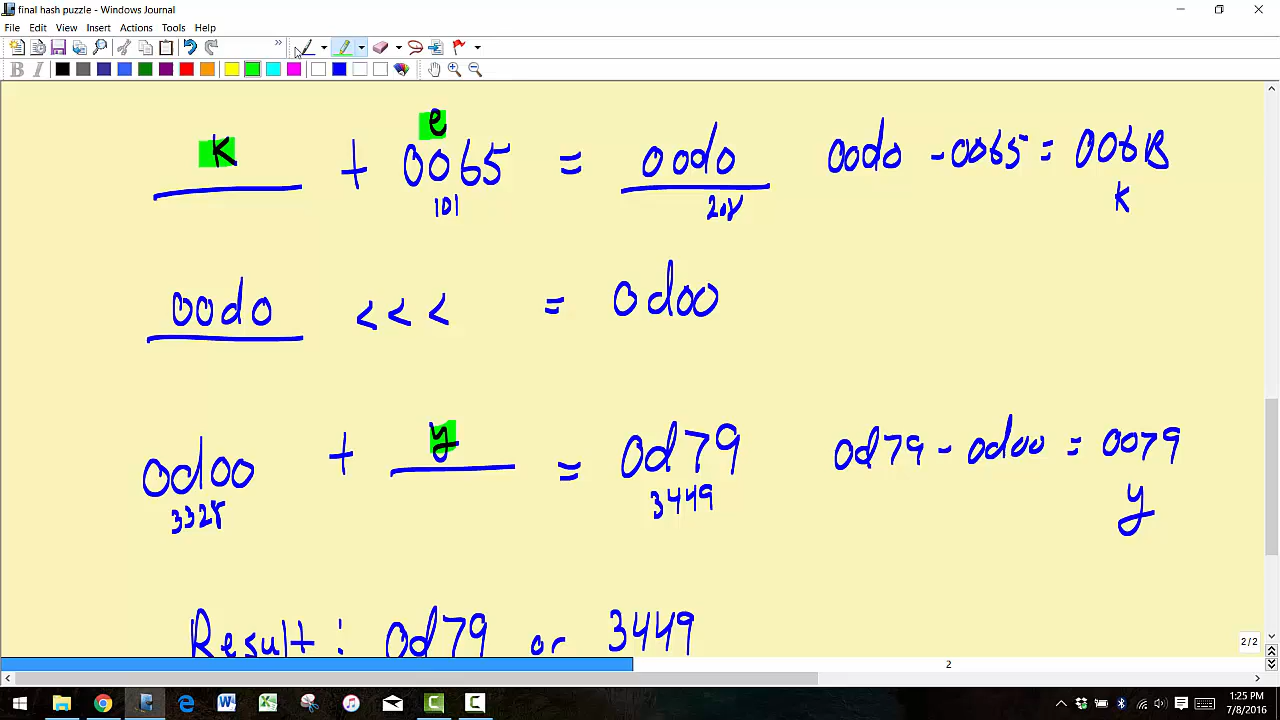 final hash puzzle - Windows Journal
File Edit View Insert Actions Tools Help
B I
K + e 0065 = 00d0 00d0 - 0065 = 006B
101 208 K
00d0 <<< = 0d00
0d00 + y = 0d79 0d79 - 0d00 = 0079
3328 3449 y
Result: 0d79 or 3449
2/2
2
1:25 PM
7/8/2016